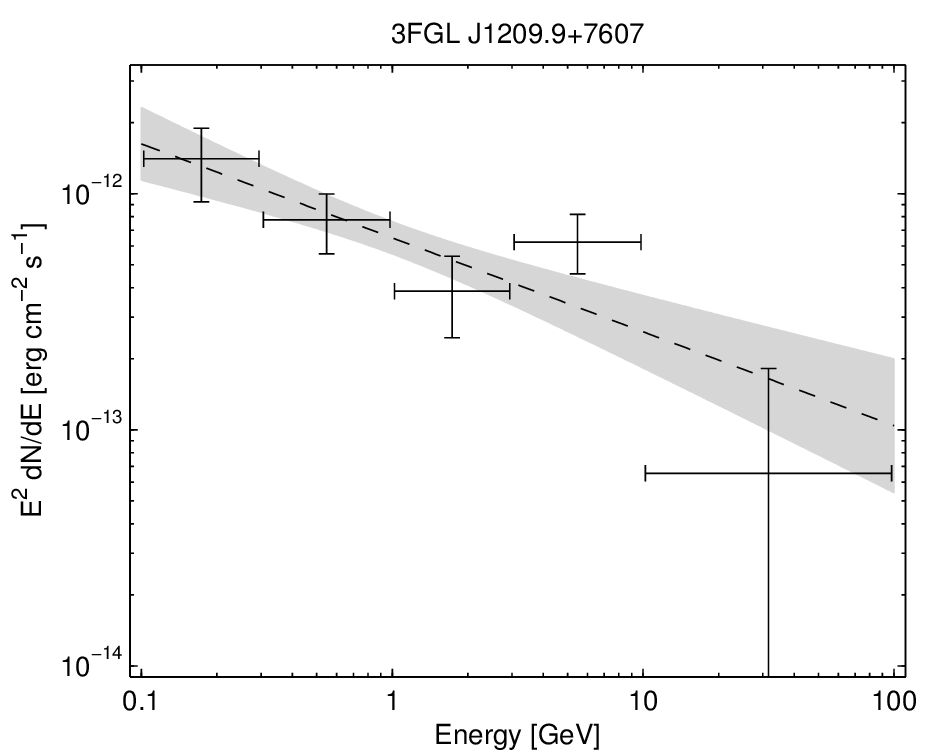 3FGL J1209.9+7607
10⁻¹²
10⁻¹³
10⁻¹⁴
E² dN/dE [erg cm⁻² s⁻¹]
0.1 1 10 100
Energy [GeV]